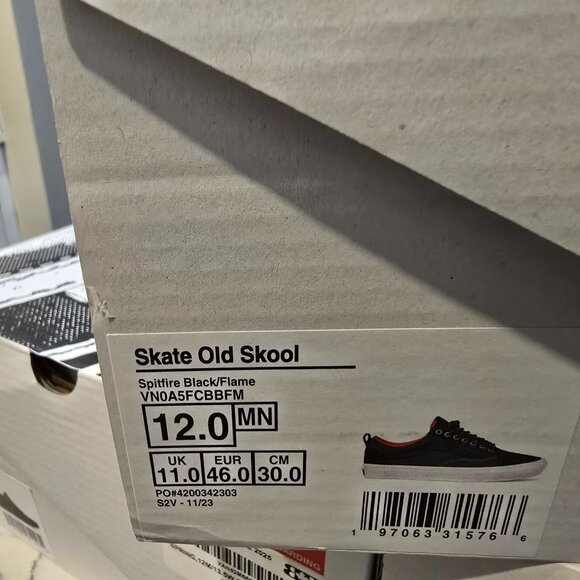 Skate Old Skool
Spitfire Black/Flame
VN0A5FCBBFM
12.0 MN
UK EUR CM
11.0 46.0 30.0
PO#4200342303
S2V - 11/23
1 97063 31576 6
2025